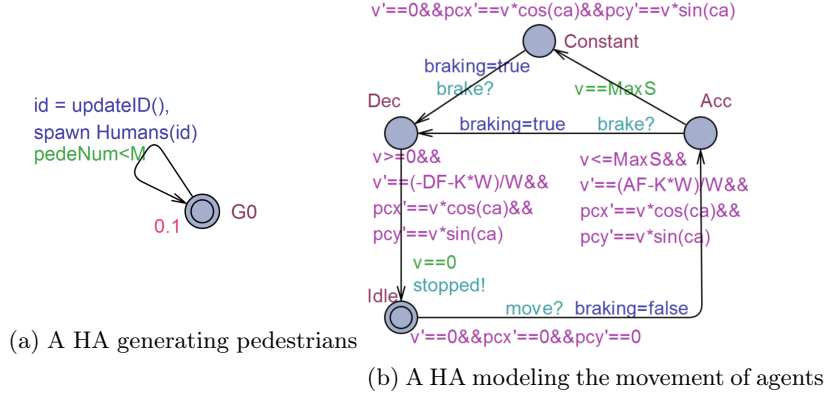 id = updateID(),
spawn Humans(id)
pedeNum<M
0.1
G0
(a) A HA generating pedestrians
v'==0&&pcx'==v*cos(ca)&&pcy'==v*sin(ca)
Constant
braking=true
brake?
v==MaxS
Dec
Acc
braking=true
brake?
v>=0&&
v'==(-DF-K*W)/W&&
pcx'==v*cos(ca)&&
pcy'==v*sin(ca)
v<=MaxS&&
v'==(AF-K*W)/W&&
pcx'==v*cos(ca)&&
pcy'==v*sin(ca)
v==0
stopped!
Idle
move?
braking=false
v'==0&&pcx'==0&&pcy'==0
(b) A HA modeling the movement of agents